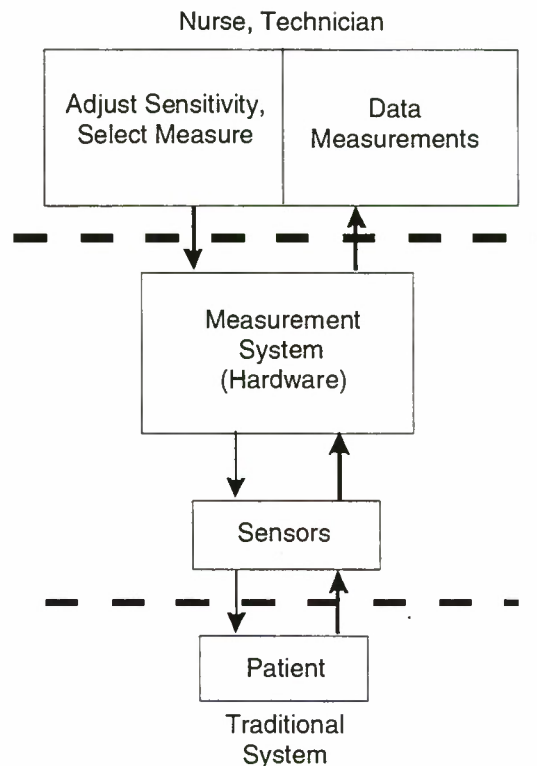 Nurse, Technician
Adjust Sensitivity,
Select Measure
Data
Measurements
Measurement
System
(Hardware)
Sensors
Patient
Traditional
System